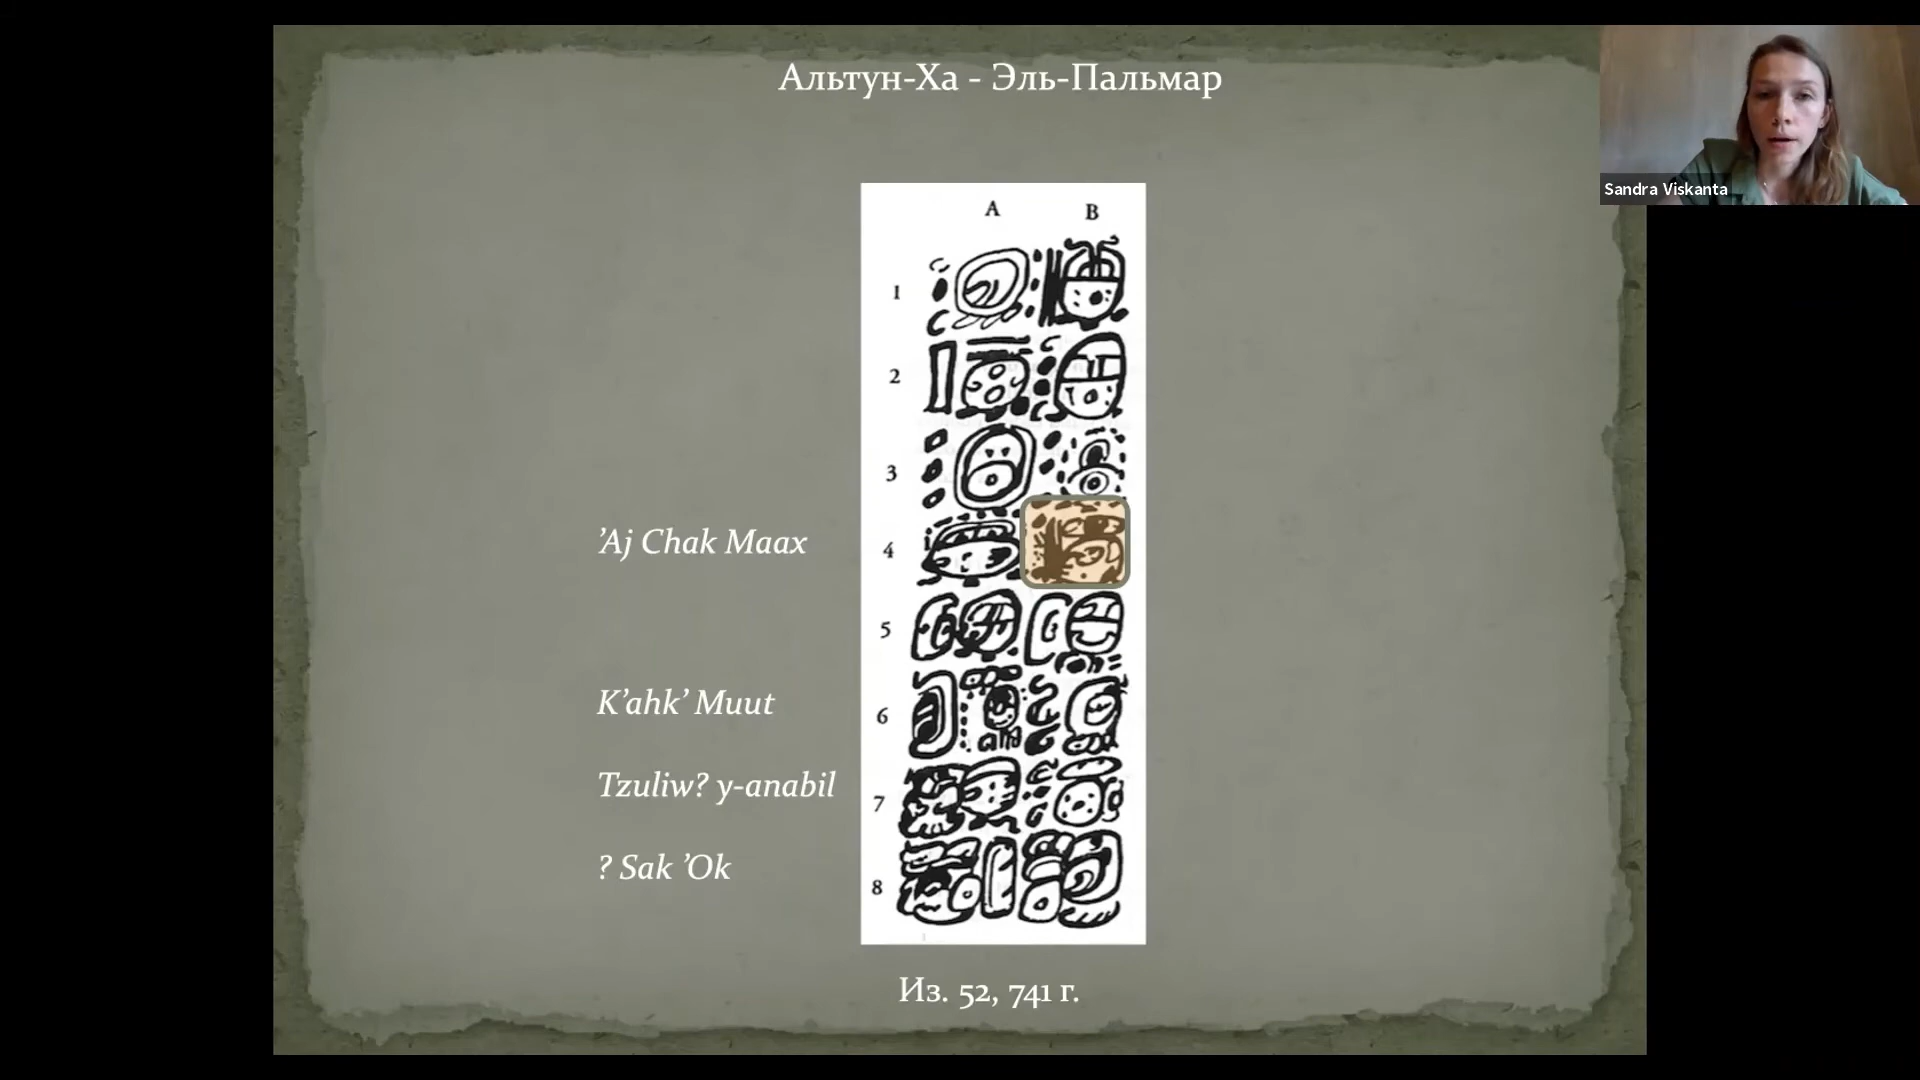 Альтун-Ха - Эль-Пальмар
Sandra Viskanta
A B
1
2
3
’Aj Chak Maax 4
5
K’ahk’ Muut 6
Tzuliw? y-anabil 7
? Sak ’Ok 8
Из. 52, 741 г.